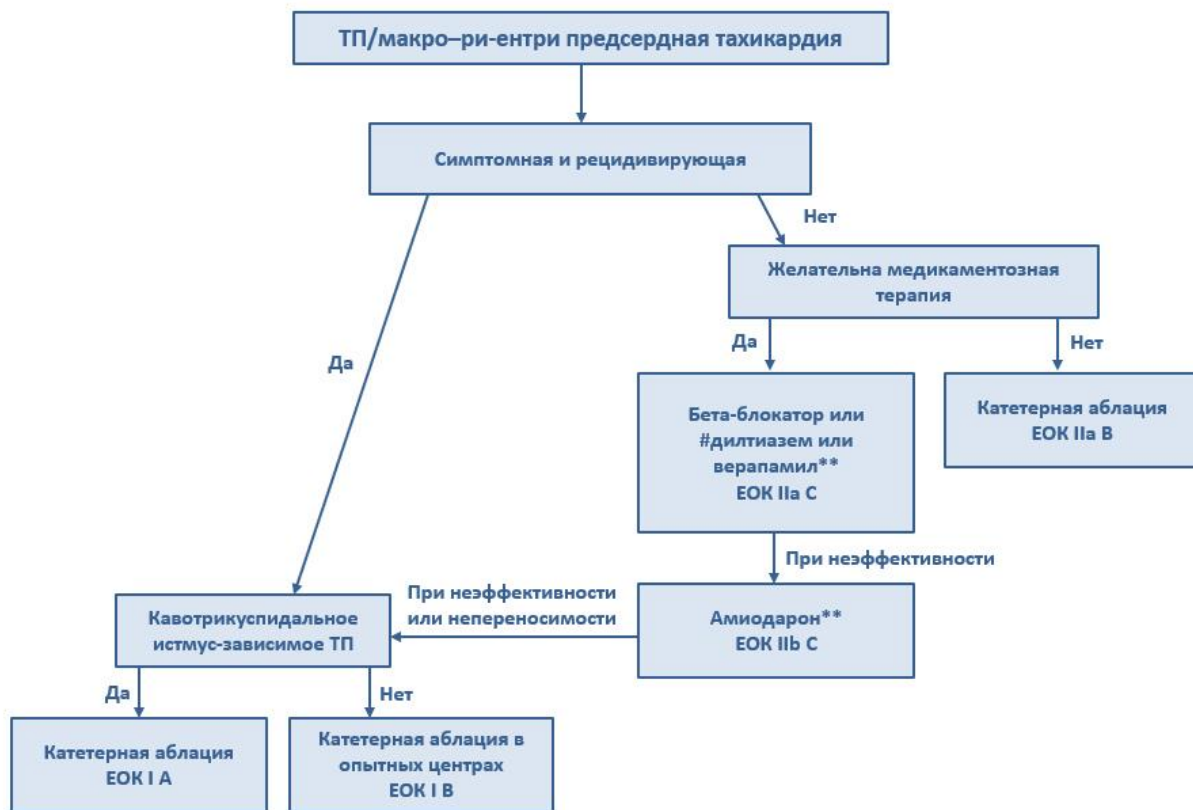 ТП/макро–ри-ентри предсердная тахикардия
Симптомная и рецидивирующая
Нет
Желательна медикаментозная
терапия
Да
Да
Нет
Бета-блокатор или
#дилтиазем или
верапамил**
ЕОК IIa C
Катетерная аблация
ЕОК IIa B
При неэффективности
При неэффективности
или непереносимости
Амиодарон**
ЕОК IIb C
Кавотрикуспидальное
истмус-зависимое ТП
Да
Нет
Катетерная аблация
ЕОК I A
Катетерная аблация в
опытных центрах
ЕОК I B